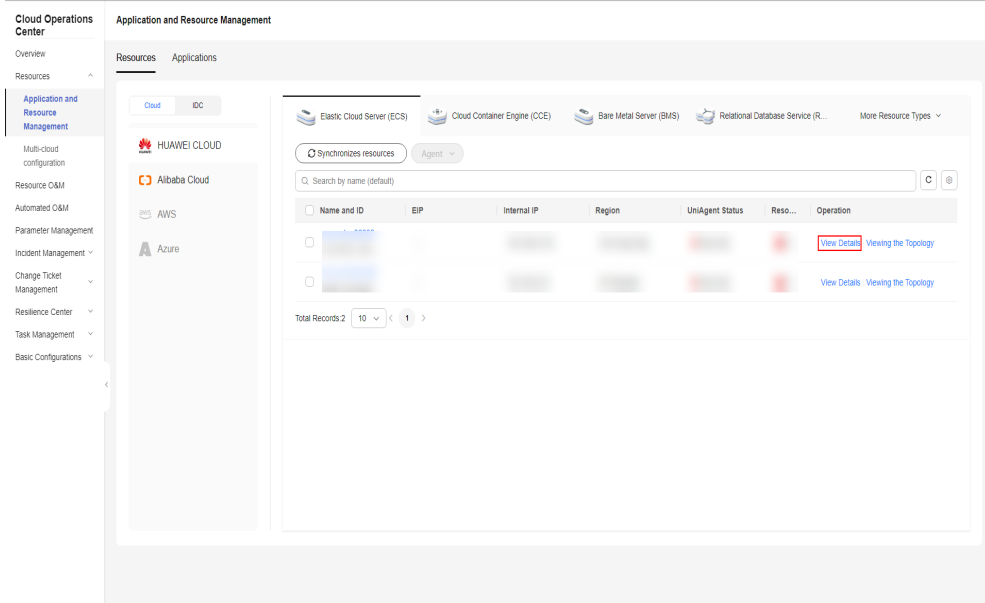 Cloud Operations
Center
Overview
Resources
Application and
Resource
Management
Multi-cloud
configuration
Resource O&M
Automated O&M
Parameter Management
Incident Management
Change Ticket
Management
Resilience Center
Task Management
Basic Configurations
Application and Resource Management
Resources Applications
Cloud IDC
HUAWEI CLOUD
Alibaba Cloud
aws AWS
Azure
Elastic Cloud Server (ECS) Cloud Container Engine (CCE) Bare Metal Server (BMS) Relational Database Service (R... More Resource Types
Synchronizes resources Agent
Search by name (default)
Name and ID EIP Internal IP Region UniAgent Status Reso... Operation
View Details Viewing the Topology
View Details Viewing the Topology
Total Records:2 10 < 1 >